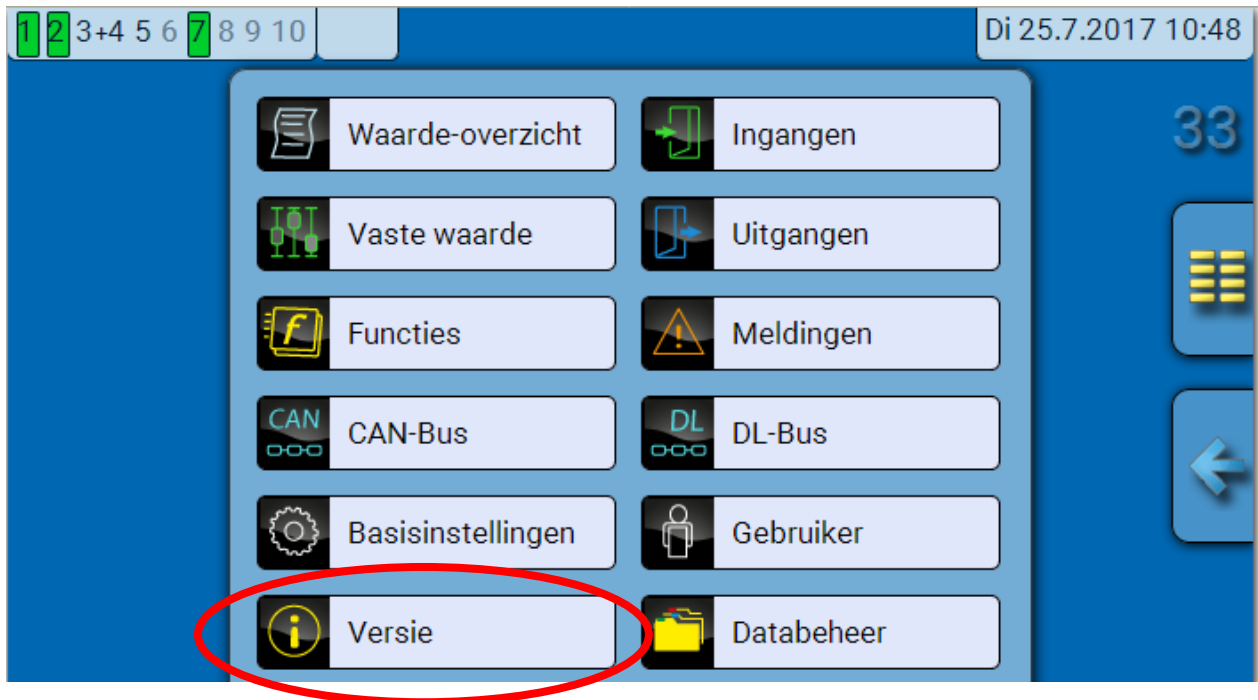 1 2 3+4 5 6 7 8 9 10 Di 25.7.2017 10:48
33
Waarde-overzicht Ingangen
Vaste waarde Uitgangen
f Functies Meldingen
CAN CAN-Bus DL DL-Bus
Basisinstellingen Gebruiker
i Versie Databeheer